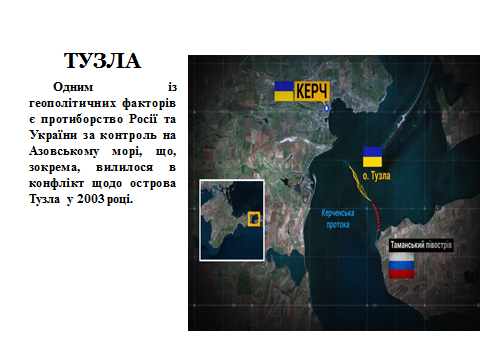 ТУЗЛА
Одним із
геополітичних факторів
є протиборство Росії та
України за контроль на
Азовському морі, що,
зокрема, вилилося в
конфлікт щодо острова
Тузла у 2003 році.
КЕРЧ
о. Тузла
Керченська
протока
Таманський півострів